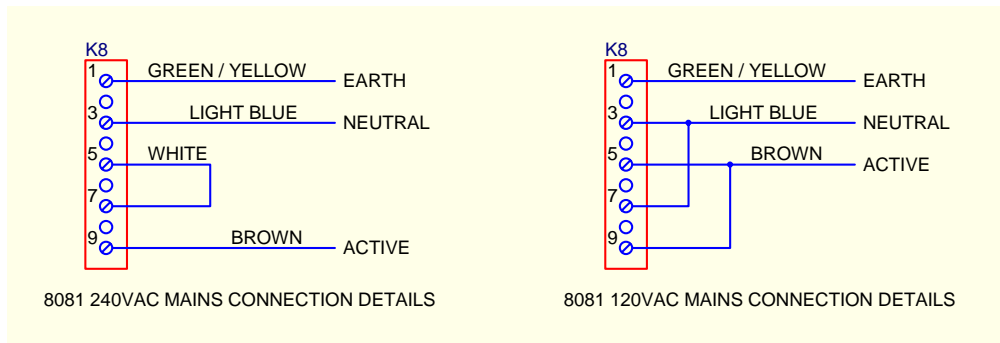 K8
1
GREEN / YELLOW
EARTH
3
LIGHT BLUE
NEUTRAL
5
WHITE
7
9
BROWN
ACTIVE
8081 240VAC MAINS CONNECTION DETAILS
K8
1
GREEN / YELLOW
EARTH
3
LIGHT BLUE
NEUTRAL
5
BROWN
ACTIVE
7
9
8081 120VAC MAINS CONNECTION DETAILS